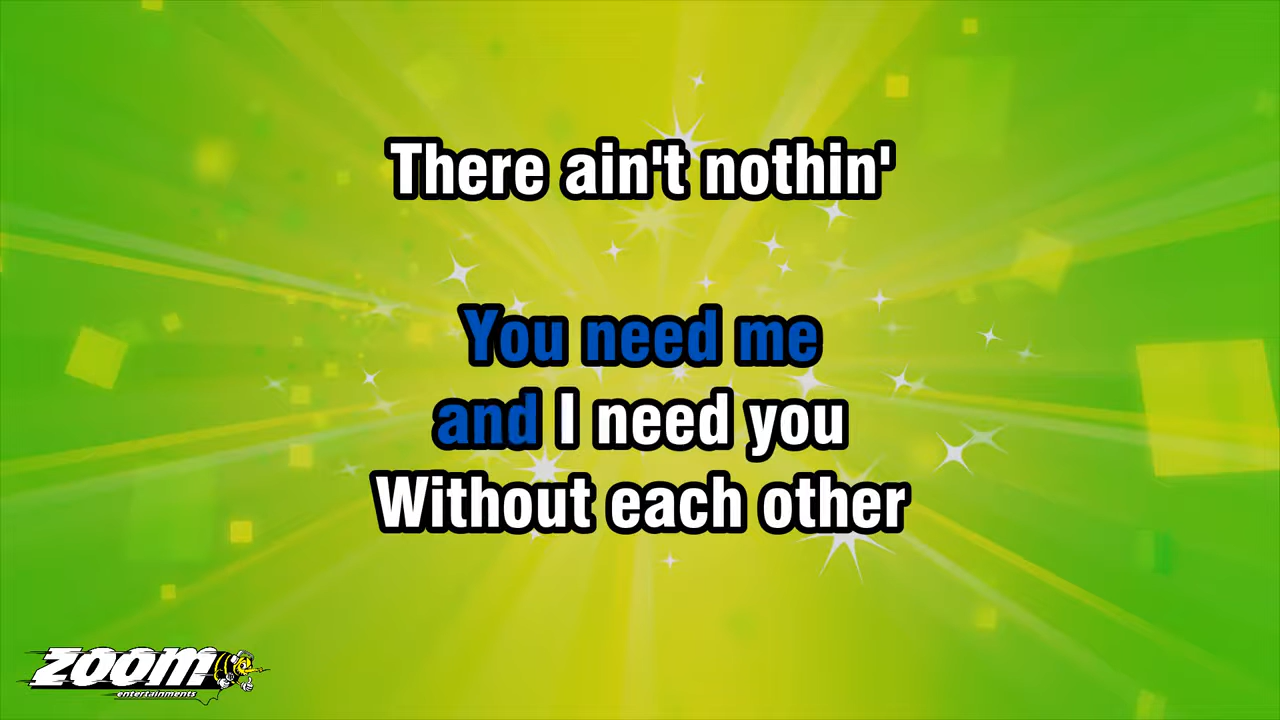 There ain't nothin'
You need me
and I need you
Without each other
ZOOM
entertainments